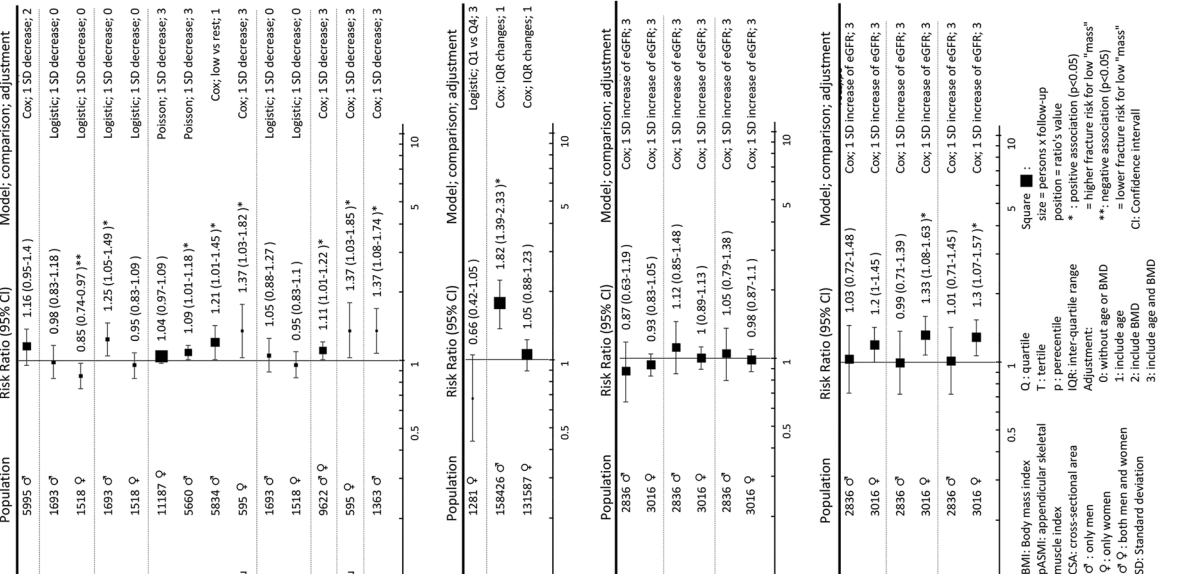 Population Risk Ratio (95% CI) Model; comparison; adjustment
5995 ♂ 1.16 (0.95-1.4 ) Cox; 1 SD decrease; 2
1693 ♂ 0.98 (0.83-1.18 ) Logistic; 1 SD decrease; 0
1518 ♀ 0.85 (0.74-0.97 )** Logistic; 1 SD decrease; 0
1693 ♂ 1.25 (1.05-1.49 )* Logistic; 1 SD decrease; 0
1518 ♀ 0.95 (0.83-1.09 ) Logistic; 1 SD decrease; 0
11187 ♀ 1.04 (0.97-1.09 ) Poisson; 1 SD decrease; 3
5660 ♂ 1.09 (1.01-1.18 )* Poisson; 1 SD decrease; 3
5834 ♂ 1.21 (1.01-1.45 )* Cox; low vs rest; 1
595 ♀ 1.37 (1.03-1.82 )* Cox; 1 SD decrease; 3
1693 ♂ 1.05 (0.88-1.27 ) Logistic; 1 SD decrease; 0
1518 ♀ 0.95 (0.83-1.1 ) Logistic; 1 SD decrease; 0
9622 ♂ ♀ 1.11 (1.01-1.22 )* Cox; 1 SD decrease; 3
595 ♀ 1.37 (1.03-1.85 )* Cox; 1 SD decrease; 3
1363 ♂ 1.37 (1.08-1.74 )* Cox; 1 SD decrease; 3
0.5 1 5 10
Population Risk Ratio (95% CI) Model; comparison; adjustment
1281 ♀ 0.66 (0.42-1.05 ) Logistic; Q1 vs Q4; 3
158426 ♂ 1.82 (1.39-2.33 )* Cox; IQR changes; 1
131587 ♀ 1.05 (0.88-1.23 ) Cox; IQR changes; 1
0.5 1 5 10
Population Risk Ratio (95% CI) Model; comparison; adjustment
2836 ♂ 0.87 (0.63-1.19 ) Cox; 1 SD increase of eGFR; 3
3016 ♀ 0.93 (0.83-1.05 ) Cox; 1 SD increase of eGFR; 3
2836 ♂ 1.12 (0.85-1.48 ) Cox; 1 SD increase of eGFR; 3
3016 ♀ 1 (0.89-1.13 ) Cox; 1 SD increase of eGFR; 3
2836 ♂ 1.05 (0.79-1.38 ) Cox; 1 SD increase of eGFR; 3
3016 ♀ 0.98 (0.87-1.1 ) Cox; 1 SD increase of eGFR; 3
0.5 1 5 10
Population Risk Ratio (95% CI) Model; comparison; adjustment
2836 ♂ 1.03 (0.72-1.48 ) Cox; 1 SD increase of eGFR; 3
3016 ♀ 1.2 (1-1.45 ) Cox; 1 SD increase of eGFR; 3
2836 ♂ 0.99 (0.71-1.39 ) Cox; 1 SD increase of eGFR; 3
3016 ♀ 1.33 (1.08-1.63 )* Cox; 1 SD increase of eGFR; 3
2836 ♂ 1.01 (0.71-1.45 ) Cox; 1 SD increase of eGFR; 3
3016 ♀ 1.3 (1.07-1.57 )* Cox; 1 SD increase of eGFR; 3
0.5 1 5 10
BMI: Body mass index
pASMI: appendicular skeletal
muscle index
CSA: cross-sectional area
♂ : only men
♀ : only women
♂ ♀ : both men and women
SD: Standard deviation
Q : quartile
T : tertile
p : perecentile
IQR: inter-quartile range
Adjustment:
0: without age or BMD
1: include age
2: include BMD
3: include age and BMD
Square ■ :
size = persons x follow-up
position = ratio's value
* : positive association (p<0.05)
= higher fracture risk for low "mass"
**: negative association (p<0.05)
= lower fracture risk for low "mass"
CI: Confidence intervall